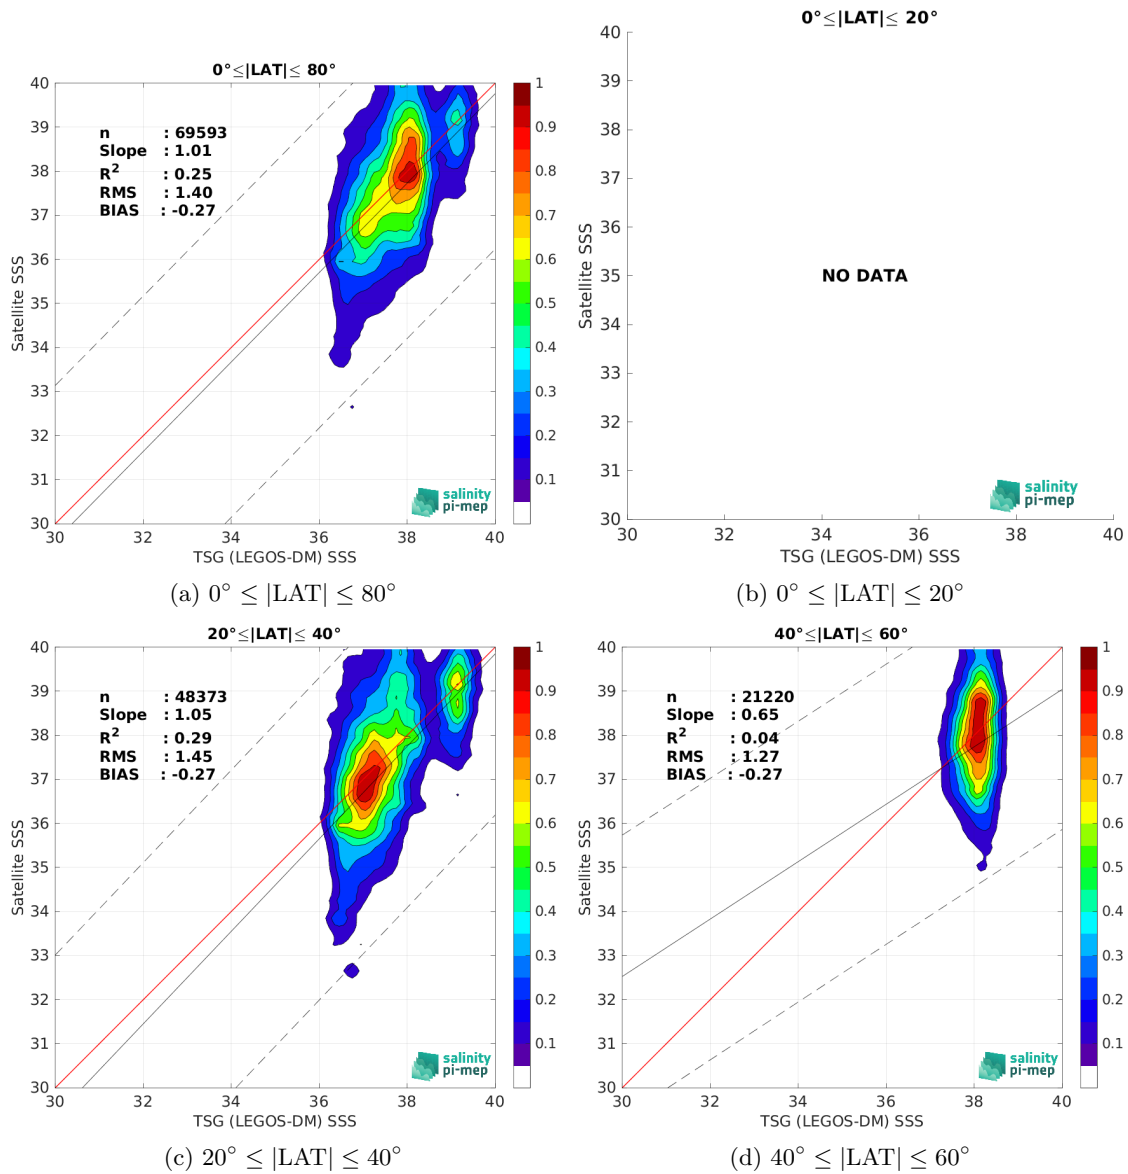 0°≤|LAT|≤ 80°
n : 69593
Slope : 1.01
R² : 0.25
RMS : 1.40
BIAS : -0.27
Satellite SSS
40
39
38
37
36
35
34
33
32
31
30
30 32 34 36 38 40
TSG (LEGOS-DM) SSS
1
0.9
0.8
0.7
0.6
0.5
0.4
0.3
0.2
0.1
salinity
pi-mep
(a) 0° ≤ |LAT| ≤ 80°
0°≤|LAT|≤ 20°
NO DATA
Satellite SSS
40
39
38
37
36
35
34
33
32
31
30
30 32 34 36 38 40
TSG (LEGOS-DM) SSS
salinity
pi-mep
(b) 0° ≤ |LAT| ≤ 20°
20°≤|LAT|≤ 40°
n : 48373
Slope : 1.05
R² : 0.29
RMS : 1.45
BIAS : -0.27
Satellite SSS
40
39
38
37
36
35
34
33
32
31
30
30 32 34 36 38 40
TSG (LEGOS-DM) SSS
1
0.9
0.8
0.7
0.6
0.5
0.4
0.3
0.2
0.1
salinity
pi-mep
(c) 20° ≤ |LAT| ≤ 40°
40°≤|LAT|≤ 60°
n : 21220
Slope : 0.65
R² : 0.04
RMS : 1.27
BIAS : -0.27
Satellite SSS
40
39
38
37
36
35
34
33
32
31
30
30 32 34 36 38 40
TSG (LEGOS-DM) SSS
1
0.9
0.8
0.7
0.6
0.5
0.4
0.3
0.2
0.1
salinity
pi-mep
(d) 40° ≤ |LAT| ≤ 60°